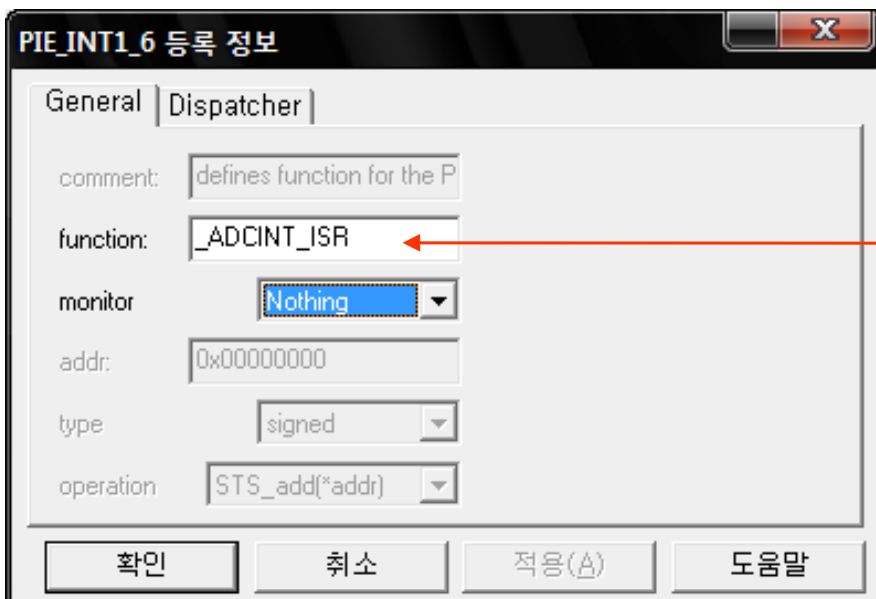 PIE_INT1_6 등록 정보
General Dispatcher
comment: defines function for the P
function: _ADCINT_ISR
monitor Nothing
addr: 0x00000000
type signed
operation STS_add(*addr)
확인 취소 적용(A) 도움말